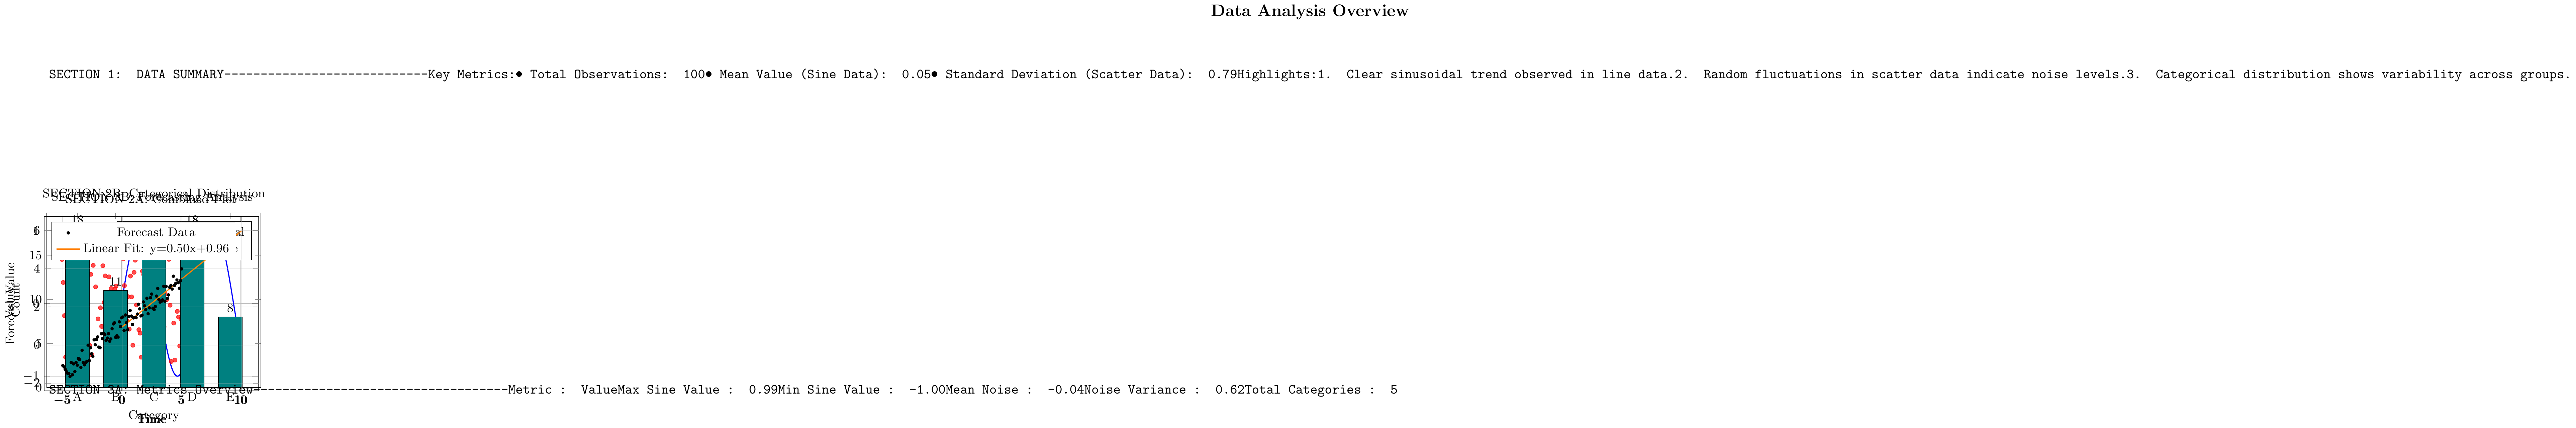 Data Analysis Overview
SECTION 1: DATA SUMMARY----------------------------Key Metrics:● Total Observations: 100● Mean Value (Sine Data): 0.05● Standard Deviation (Scatter Data): 0.79Highlights:1. Clear sinusoidal trend observed in line data.2. Random fluctuations in scatter data indicate noise levels.3. Categorical distribution shows variability across groups.
SECTION 2B: Categorical Distribution
SECTION 3B: Forecasting Analysis
SECTION 2A: Combined Plot
18
18
Forecast Data
Linear Fit: y=0.50x+0.96
6
15
4
11
10
2
8
5
0
−1
−2
0
Forecast Value
Count
Value
SECTION 3A: Metrics Overview----------------------------------Metric : ValueMax Sine Value : 0.99Min Sine Value : -1.00Mean Noise : -0.04Noise Variance : 0.62Total Categories : 5
A
B
C
D
E
−5
0
5
10
Category
Time